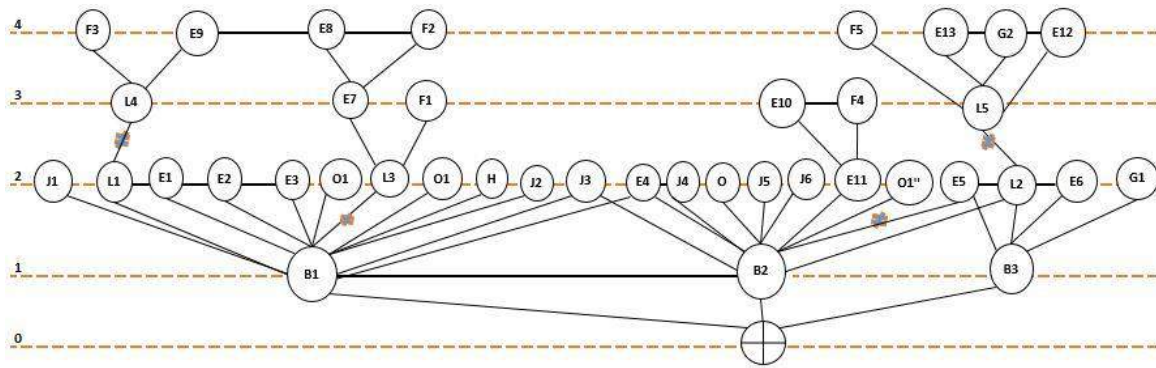 4 F3 E9 E8 F2 F5 E13 G2 E12
3 L4 E7 F1 E10 F4 L5
2 J1 L1 E1 E2 E3 O1 L3 O1 H J2 J3 E4 J4 O J5 J6 E11 O1" E5 L2 E6 G1
1 B1 B2 B3
0